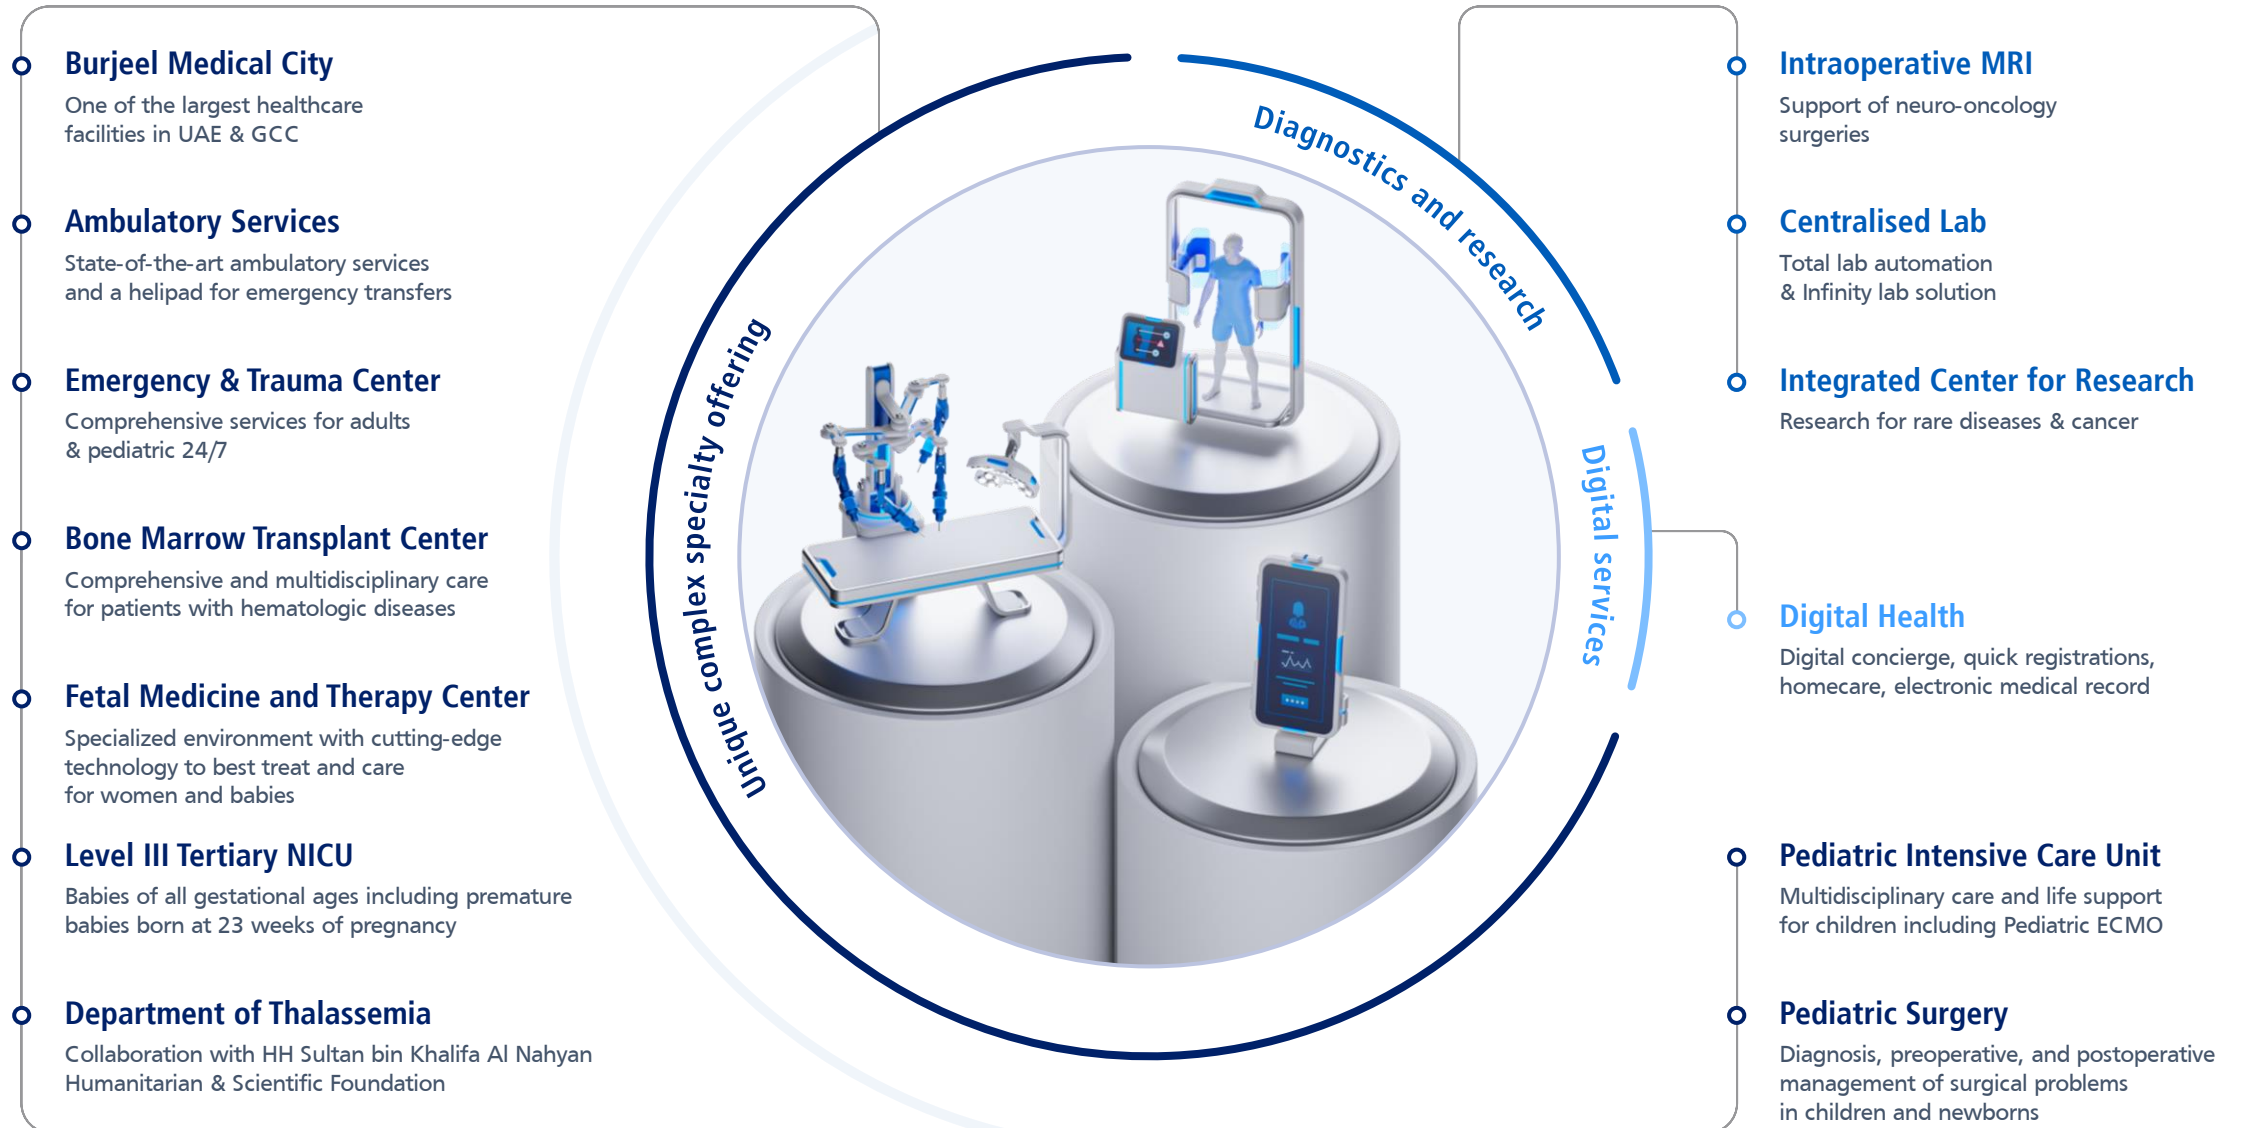 Burjeel Medical City
One of the largest healthcare
facilities in UAE & GCC
Ambulatory Services
State-of-the-art ambulatory services
and a helipad for emergency transfers
Emergency & Trauma Center
Comprehensive services for adults
& pediatric 24/7
Bone Marrow Transplant Center
Comprehensive and multidisciplinary care
for patients with hematologic diseases
Fetal Medicine and Therapy Center
Specialized environment with cutting-edge
technology to best treat and care
for women and babies
Level III Tertiary NICU
Babies of all gestational ages including premature
babies born at 23 weeks of pregnancy
Department of Thalassemia
Collaboration with HH Sultan bin Khalifa Al Nahyan
Humanitarian & Scientific Foundation
Unique complex specialty offering
Diagnostics and research
Digital services
Intraoperative MRI
Support of neuro-oncology
surgeries
Centralised Lab
Total lab automation
& Infinity lab solution
Integrated Center for Research
Research for rare diseases & cancer
Digital Health
Digital concierge, quick registrations,
homecare, electronic medical record
Pediatric Intensive Care Unit
Multidisciplinary care and life support
for children including Pediatric ECMO
Pediatric Surgery
Diagnosis, preoperative, and postoperative
management of surgical problems
in children and newborns